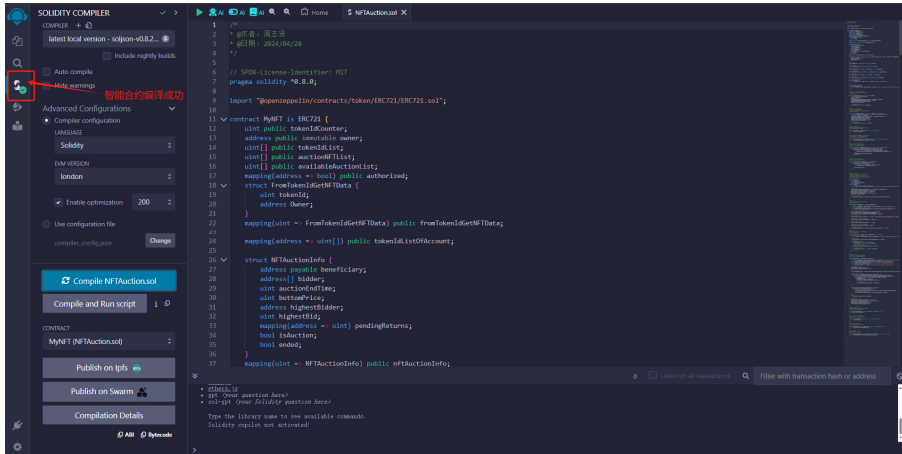 SOLIDITY COMPILER
COMPILER
latest local version - soljson-v0.8.2...
Include nightly builds
Auto compile
Hide warnings
智能合约编译成功
Advanced Configurations
Compiler configuration
LANGUAGE
Solidity
EVM VERSION
london
Enable optimization 200
Use configuration file
compiler_config.json Change
Compile NFTAuction.sol
Compile and Run script
CONTRACT
MyNFT (NFTAuction.sol)
Publish on Ipfs
Publish on Swarm
Compilation Details
ABI Bytecode
AI AI AI Home NFTAuction.sol
1 /*
2 * @作者: 周志贤
3 * @日期: 2024/04/28
4 */
5
6 // SPDX-License-Identifier: MIT
7 pragma solidity ^0.8.0;
8
9 import "@openzeppelin/contracts/token/ERC721/ERC721.sol";
10
11 contract MyNFT is ERC721 {
12 uint public tokenIdCounter;
13 address public immutable owner;
14 uint[] public tokenIdList;
15 uint[] public auctionNFTList;
16 uint[] public availableAuctionList;
17 mapping(address => bool) public authorized;
18 struct FromTokenIdGetNFTData {
19 uint tokenId;
20 address Owner;
21 }
22 mapping(uint => FromTokenIdGetNFTData) public fromTokenIdGetNFTData;
23
24 mapping(address => uint[]) public tokenIdListOfAccount;
25
26 struct NFTAuctionInfo {
27 address payable beneficiary;
28 address[] bidder;
29 uint auctionEndTime;
30 uint bottomPrice;
31 address highestBidder;
32 uint highestBid;
33 mapping(address => uint) pendingReturns;
34 bool isAuction;
35 bool ended;
36 }
37 mapping(uint => NFTAuctionInfo) public nftAuctionInfo;
0 Listen on all transactions Filter with transaction hash or address
ethers.js
gpt (your question here)
sol-gpt (your Solidity question here)
Type the library name to see available commands.
Solidity copilot not activated!
>